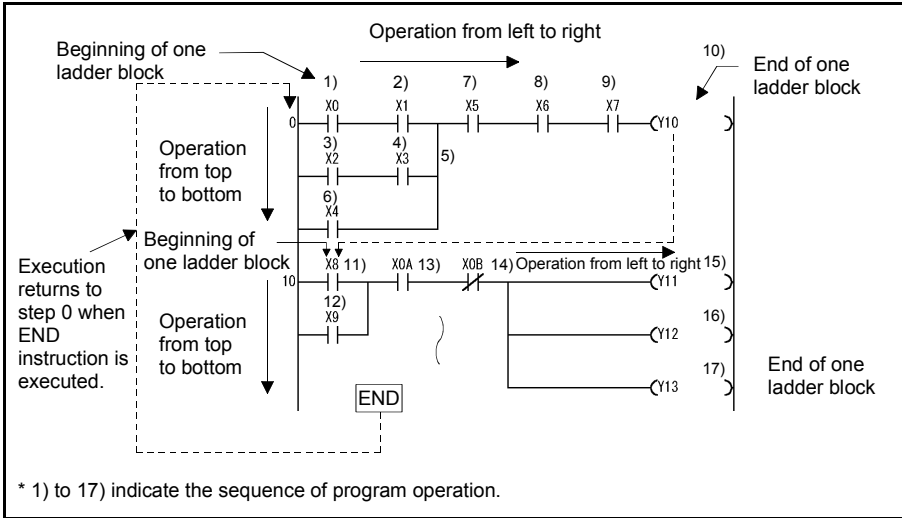 Operation from left to right
Beginning of one
ladder block
10)
End of one
ladder block
1) 2) 7) 8) 9)
X0 X1 X5 X6 X7
0 Y10
3) 4) 5)
X2 X3
Operation
from top
to bottom
6)
X4
Beginning of
one ladder block
Execution
returns to
step 0 when
END
instruction is
executed.
10 X8 11) X0A 13) X0B 14) Operation from left to right 15)
Y11
12)
X9
Operation
from top
to bottom
16)
Y12
17)
Y13
End of one
ladder block
END
* 1) to 17) indicate the sequence of program operation.